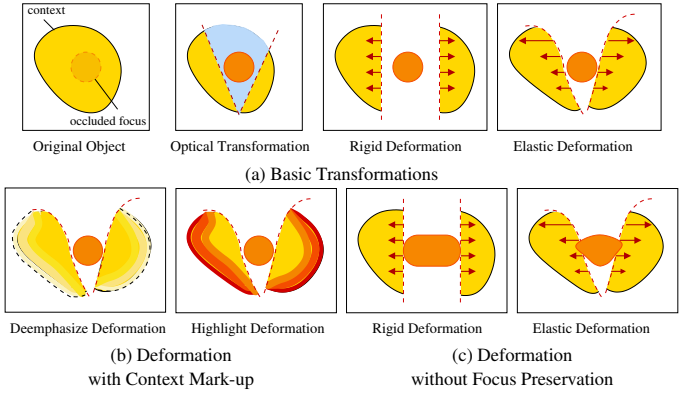 context
occluded focus
Original Object
Optical Transformation
Rigid Deformation
Elastic Deformation
(a) Basic Transformations
Deemphasize Deformation
Highlight Deformation
Rigid Deformation
Elastic Deformation
(b) Deformation
with Context Mark-up
(c) Deformation
without Focus Preservation